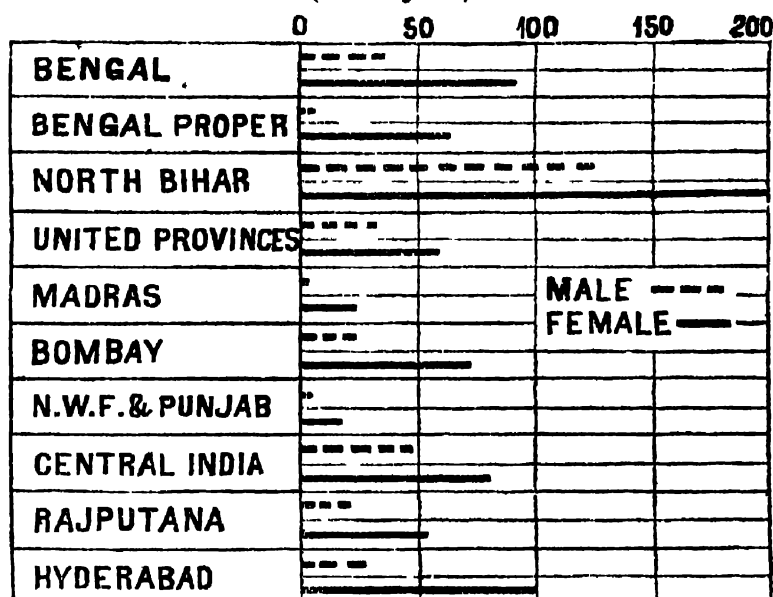 0 50 100 150 200
BENGAL
BENGAL PROPER
NORTH BIHAR
UNITED PROVINCES
MADRAS
MALE
FEMALE
BOMBAY
N.W.F. & PUNJAB
CENTRAL INDIA
RAJPUTANA
HYDERABAD